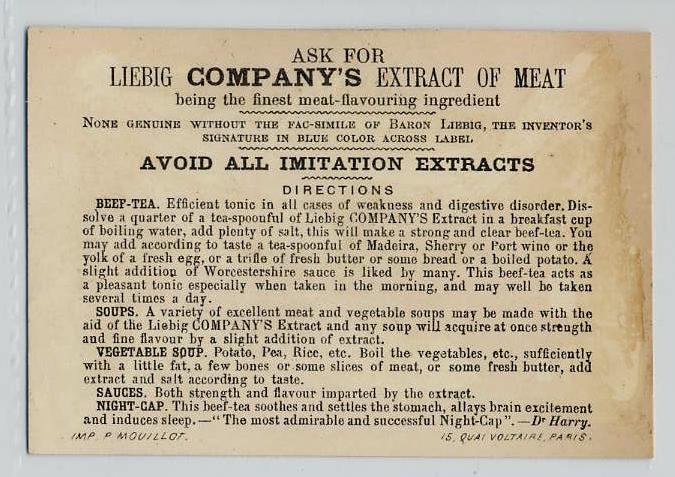 ASK FOR
LIEBIG COMPANY'S EXTRACT OF MEAT
being the finest meat-flavouring ingredient
NONE GENUINE WITHOUT THE FAC-SIMILE OF BARON LIEBIG, THE INVENTOR'S
SIGNATURE IN BLUE COLOR ACROSS LABEL
AVOID ALL IMITATION EXTRACTS
DIRECTIONS
BEEF-TEA. Efficient tonic in all cases of weakness and digestive disorder. Dis-
solve a quarter of a tea-spoonful of Liebig COMPANY'S Extract in a breakfast cup
of boiling water, add plenty of salt, this will make a strong and clear beef-tea. You
may add according to taste a tea-spoonful of Madeira, Sherry or Port wine or the
yolk of a fresh egg, or a trifle of fresh butter or some bread or a boiled potato. A
slight addition of Worcestershire sauce is liked by many. This beef-tea acts as
a pleasant tonic especially when taken in the morning, and may well be taken
several times a day.
SOUPS. A variety of excellent meat and vegetable soups may be made with the
aid of the Liebig COMPANY'S Extract and any soup will acquire at once strength
and fine flavour by a slight addition of extract.
VEGETABLE SOUP. Potato, Pea, Rice, etc. Boil the vegetables, etc., sufficiently
with a little fat, a few bones or some slices of meat, or some fresh butter, add
extract and salt according to taste.
SAUCES. Both strength and flavour imparted by the extract.
NIGHT-CAP. This beef-tea soothes and settles the stomach, allays brain excitement
and induces sleep.—"The most admirable and successful Night-Cap".—Dr Harry.
IMP. P MOUILLOT. 15, QUAI VOLTAIRE, PARIS.